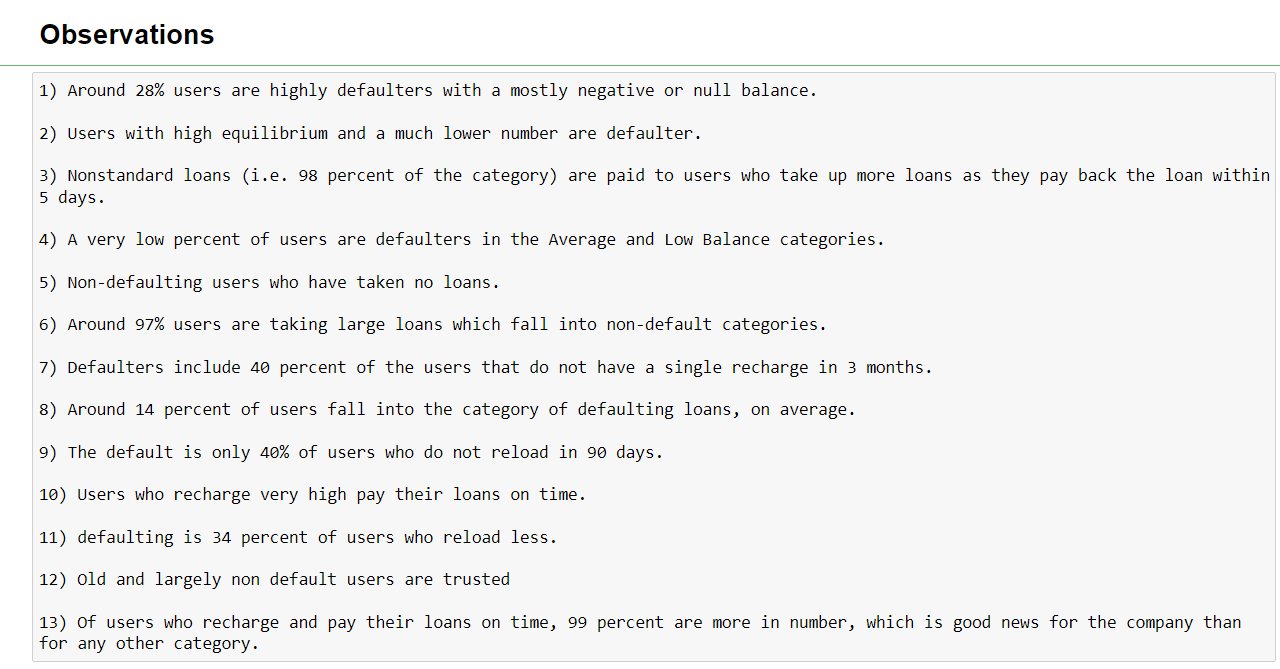 Observations
1) Around 28% users are highly defaulters with a mostly negative or null balance.
2) Users with high equilibrium and a much lower number are defaulter.
3) Nonstandard loans (i.e. 98 percent of the category) are paid to users who take up more loans as they pay back the loan within
5 days.
4) A very low percent of users are defaulters in the Average and Low Balance categories.
5) Non-defaulting users who have taken no loans.
6) Around 97% users are taking large loans which fall into non-default categories.
7) Defaulters include 40 percent of the users that do not have a single recharge in 3 months.
8) Around 14 percent of users fall into the category of defaulting loans, on average.
9) The default is only 40% of users who do not reload in 90 days.
10) Users who recharge very high pay their loans on time.
11) defaulting is 34 percent of users who reload less.
12) Old and largely non default users are trusted
13) Of users who recharge and pay their loans on time, 99 percent are more in number, which is good news for the company than
for any other category.